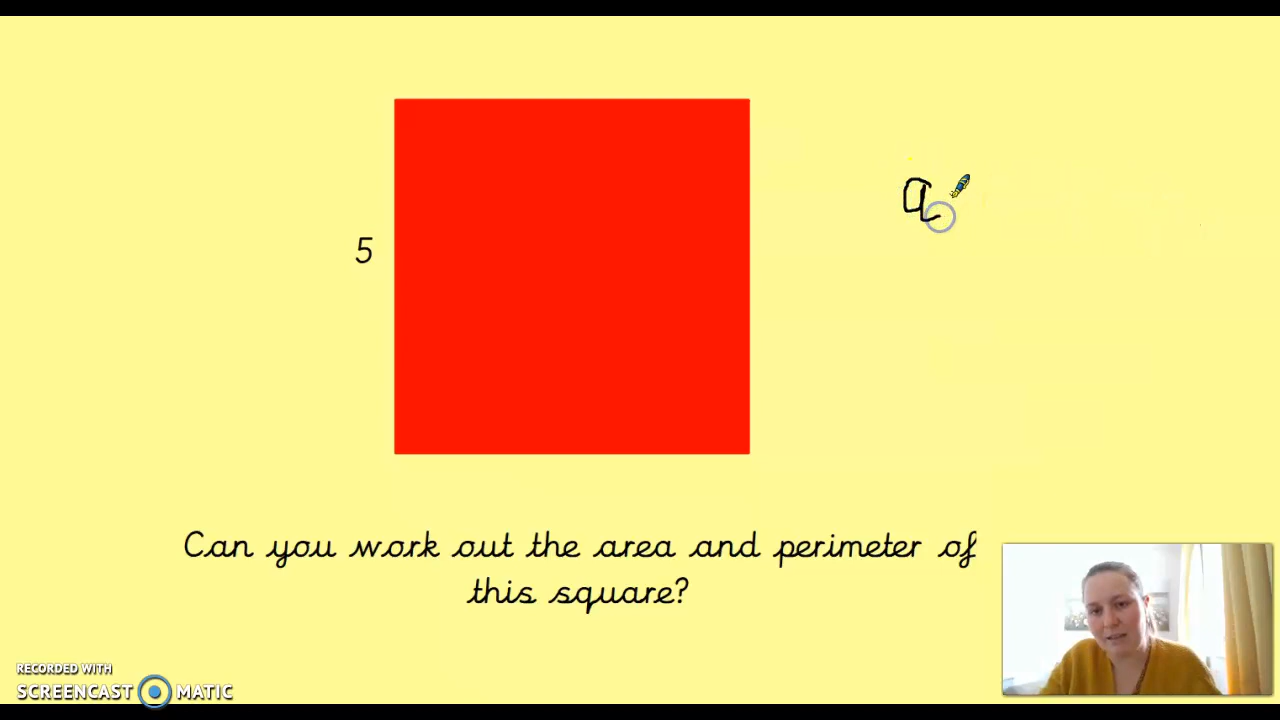 5
a
Can you work out the area and perimeter of
this square?
RECORDED WITH
SCREENCAST MATIC